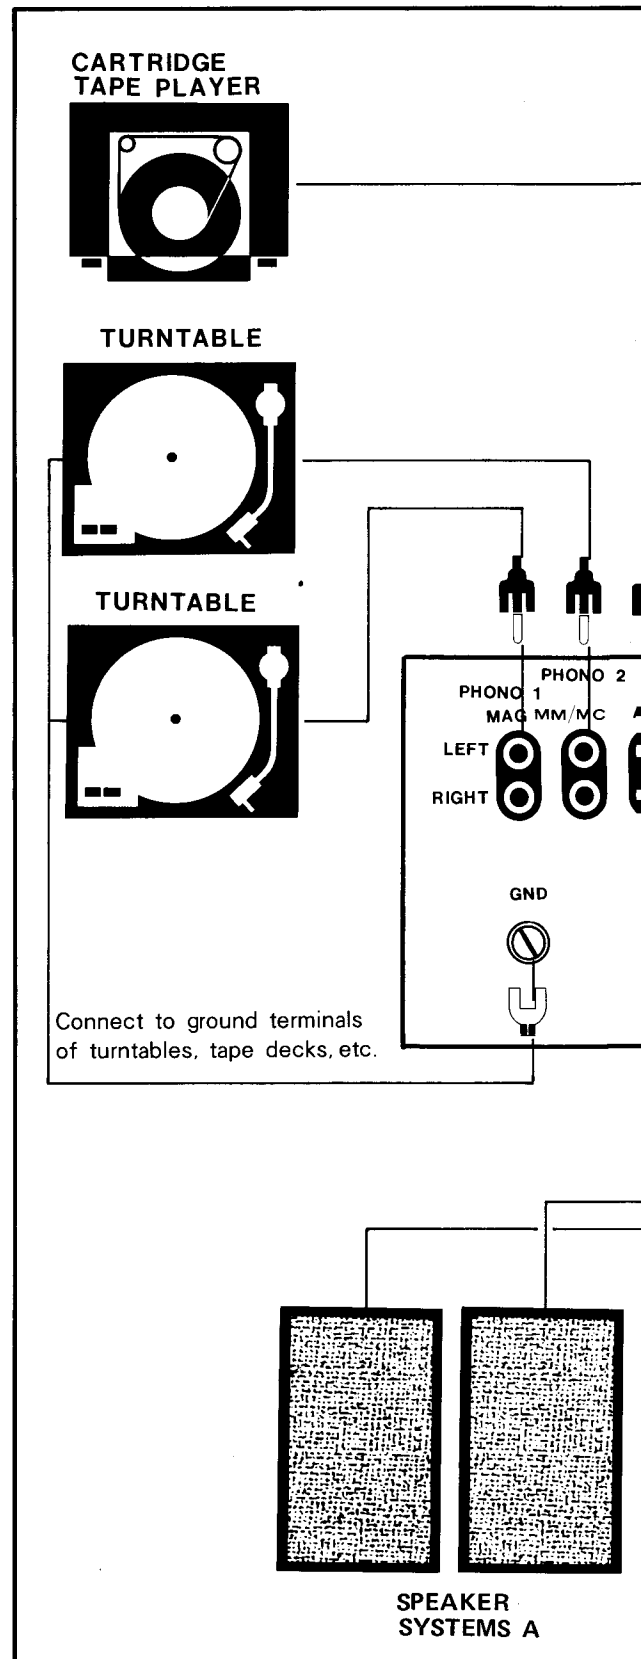 CARTRIDGE
TAPE PLAYER
TURNTABLE
TURNTABLE
PHONO 1
MAG
PHONO 2
MM/MC
LEFT
RIGHT
GND
Connect to ground terminals
of turntables, tape decks, etc.
SPEAKER
SYSTEMS A